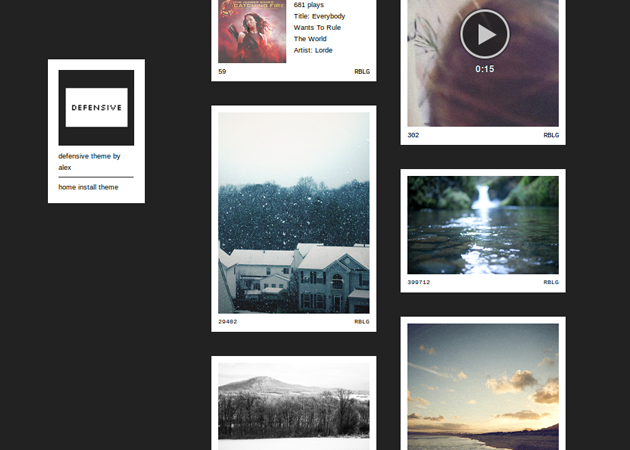 DEFENSIVE
defensive theme by
alex
home install theme
CATCHING FIRE
681 plays
Title: Everybody
Wants To Rule
The World
Artist: Lorde
59 RBLG
29482 RBLG
0:15
302 RBLG
399712 RBLG